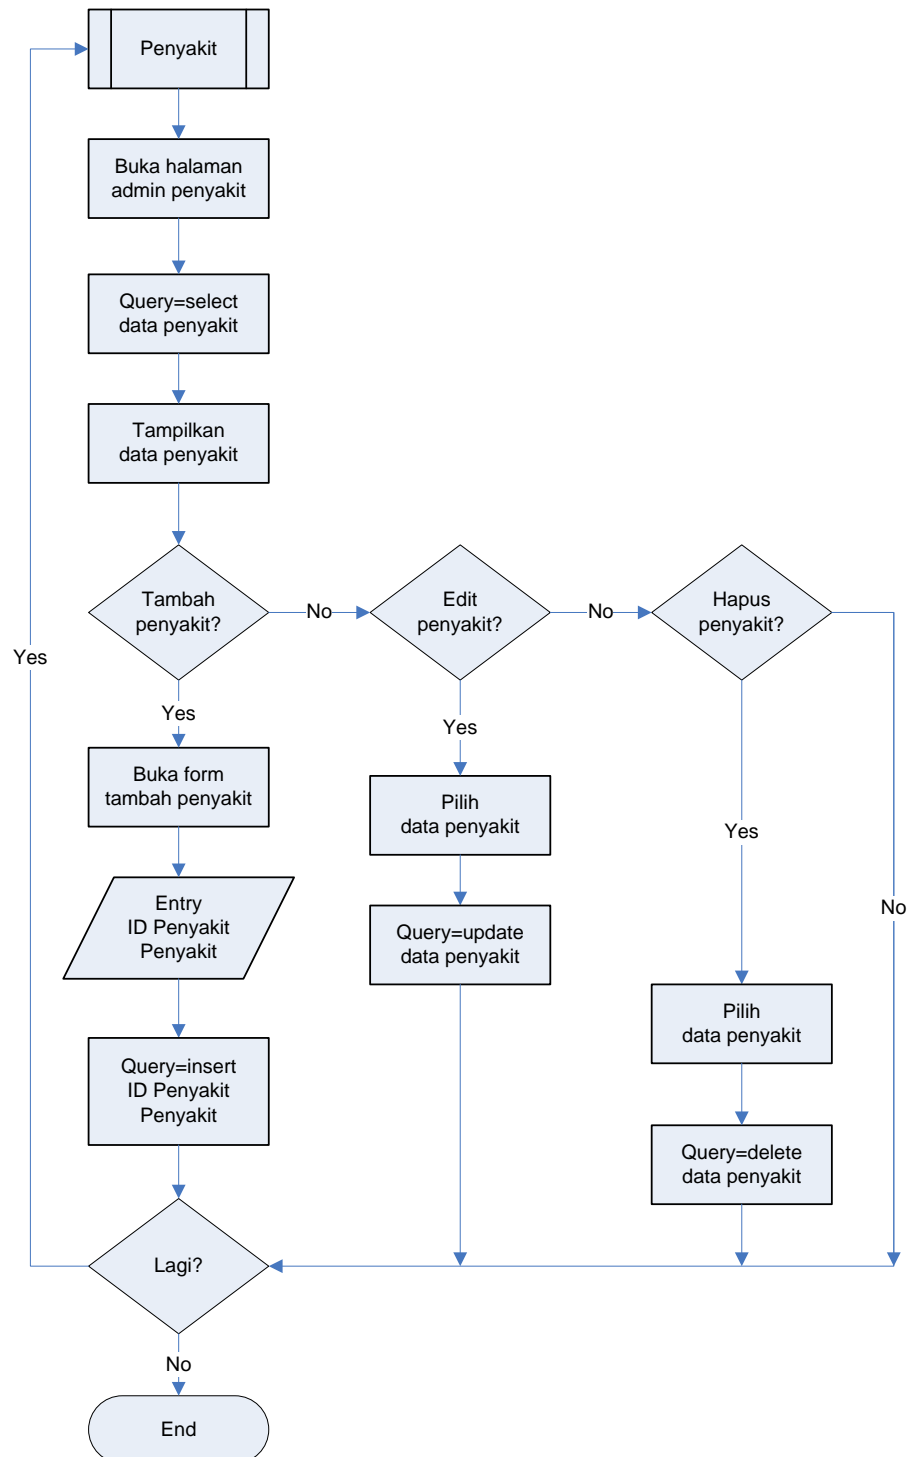 Penyakit
Buka halaman
admin penyakit
Query=select
data penyakit
Tampilkan
data penyakit
Tambah
penyakit?
No
Edit
penyakit?
No
Hapus
penyakit?
Yes
Yes
Yes
Buka form
tambah penyakit
Pilih
data penyakit
Yes
Entry
ID Penyakit
Penyakit
Query=update
data penyakit
No
Pilih
data penyakit
Query=insert
ID Penyakit
Penyakit
Query=delete
data penyakit
Lagi?
No
End